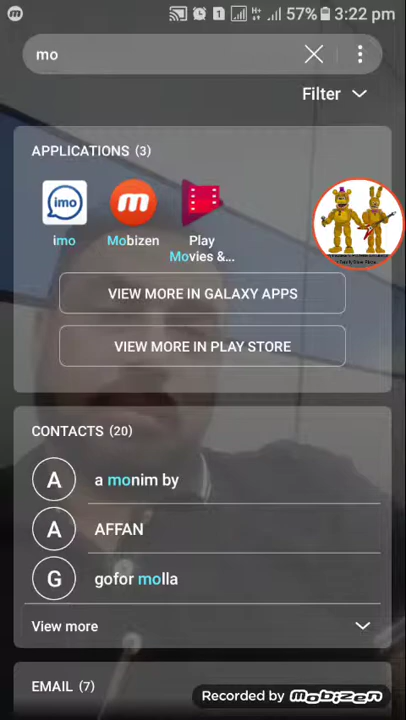 57% 3:22 pm
mo
Filter
APPLICATIONS (3)
imo
imo Mobizen Play
Movies &...
VIEW MORE IN GALAXY APPS
VIEW MORE IN PLAY STORE
CONTACTS (20)
A a monim by
A AFFAN
G gofor molla
View more
EMAIL (7)
Recorded by mobizen